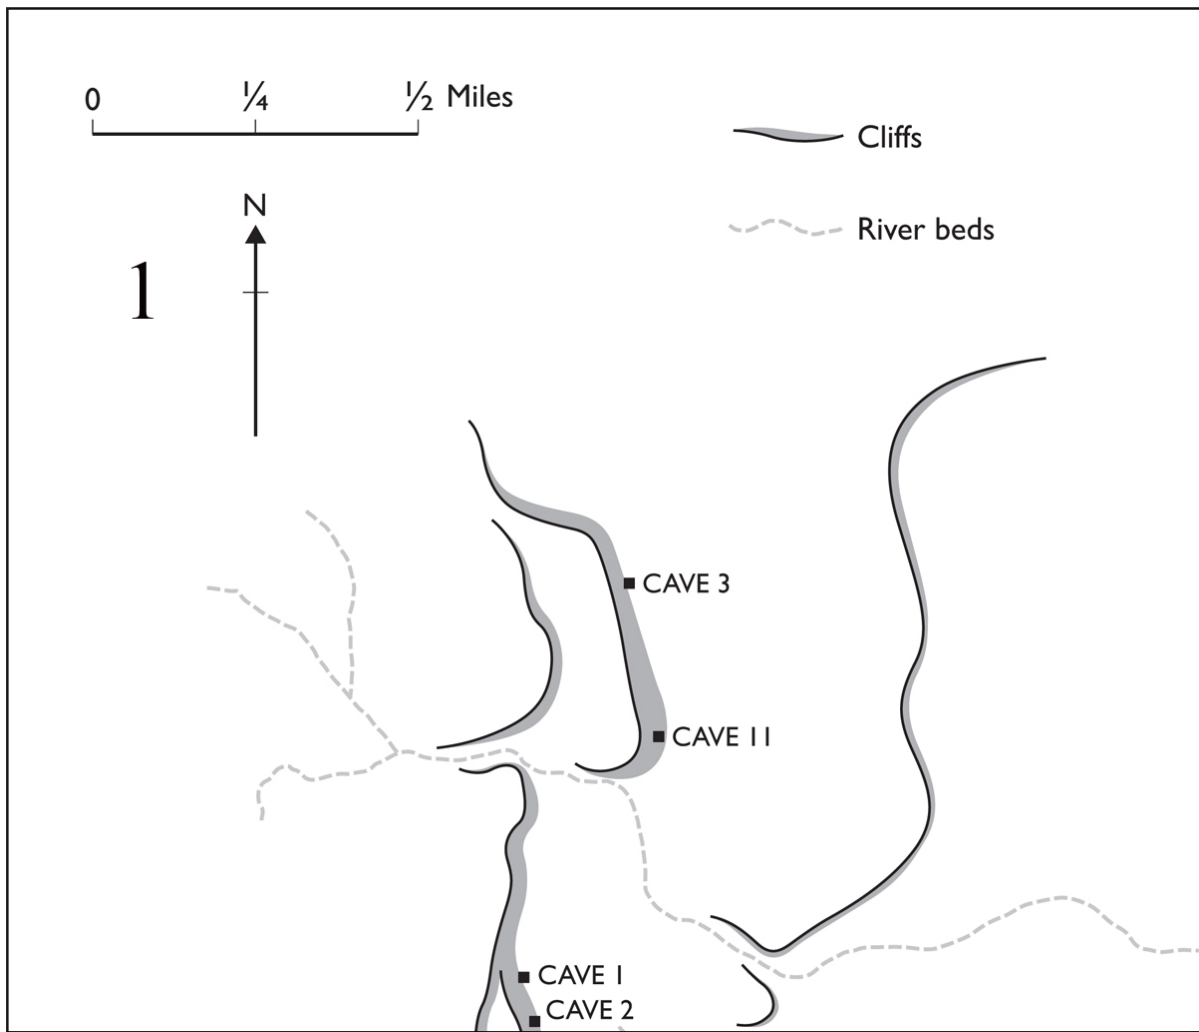 0 ¼ ½ Miles
Cliffs
N
River beds
1
CAVE 3
CAVE 11
CAVE 1
CAVE 2